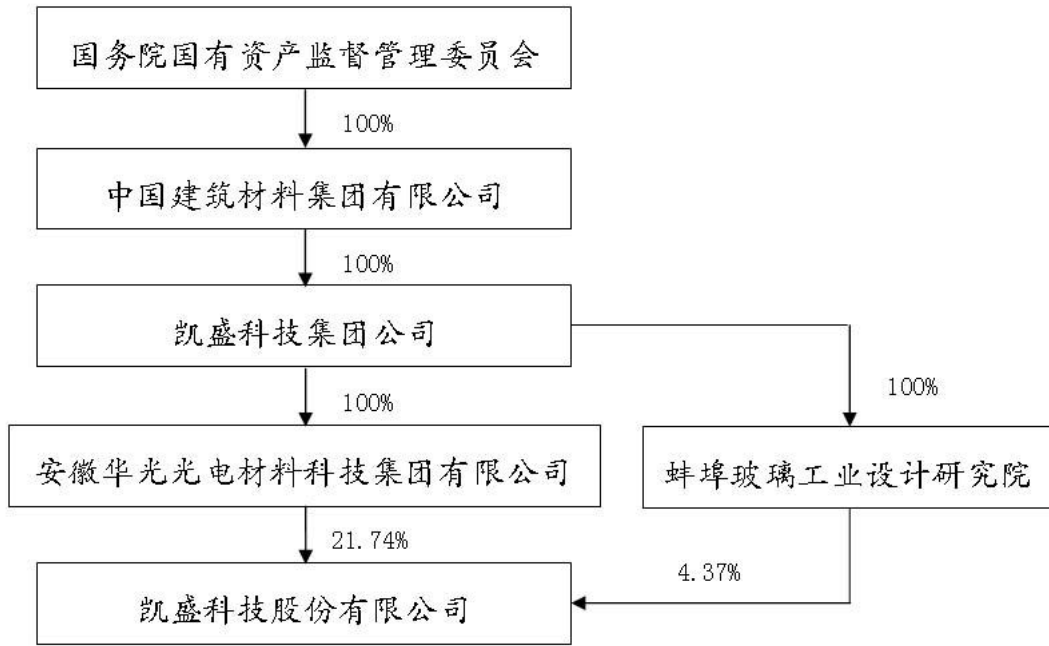 国务院国有资产监督管理委员会
100%
中国建筑材料集团有限公司
100%
凯盛科技集团公司
100%
100%
安徽华光光电材料科技集团有限公司
蚌埠玻璃工业设计研究院
21.74%
4.37%
凯盛科技股份有限公司